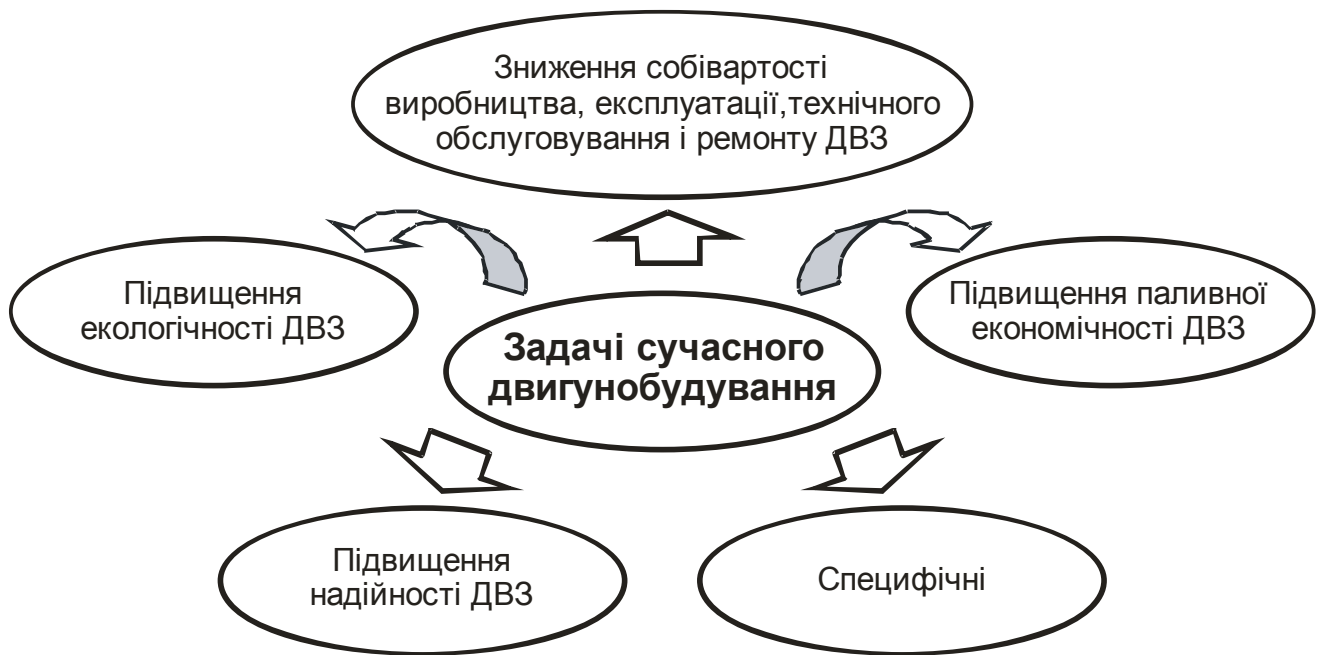 Зниження собівартості
виробництва, експлуатації,технічного
обслуговування і ремонту ДВЗ
Підвищення
екологічності ДВЗ
Підвищення паливної
економічності ДВЗ
Задачі сучасного
двигунобудування
Підвищення
надійності ДВЗ
Специфічні